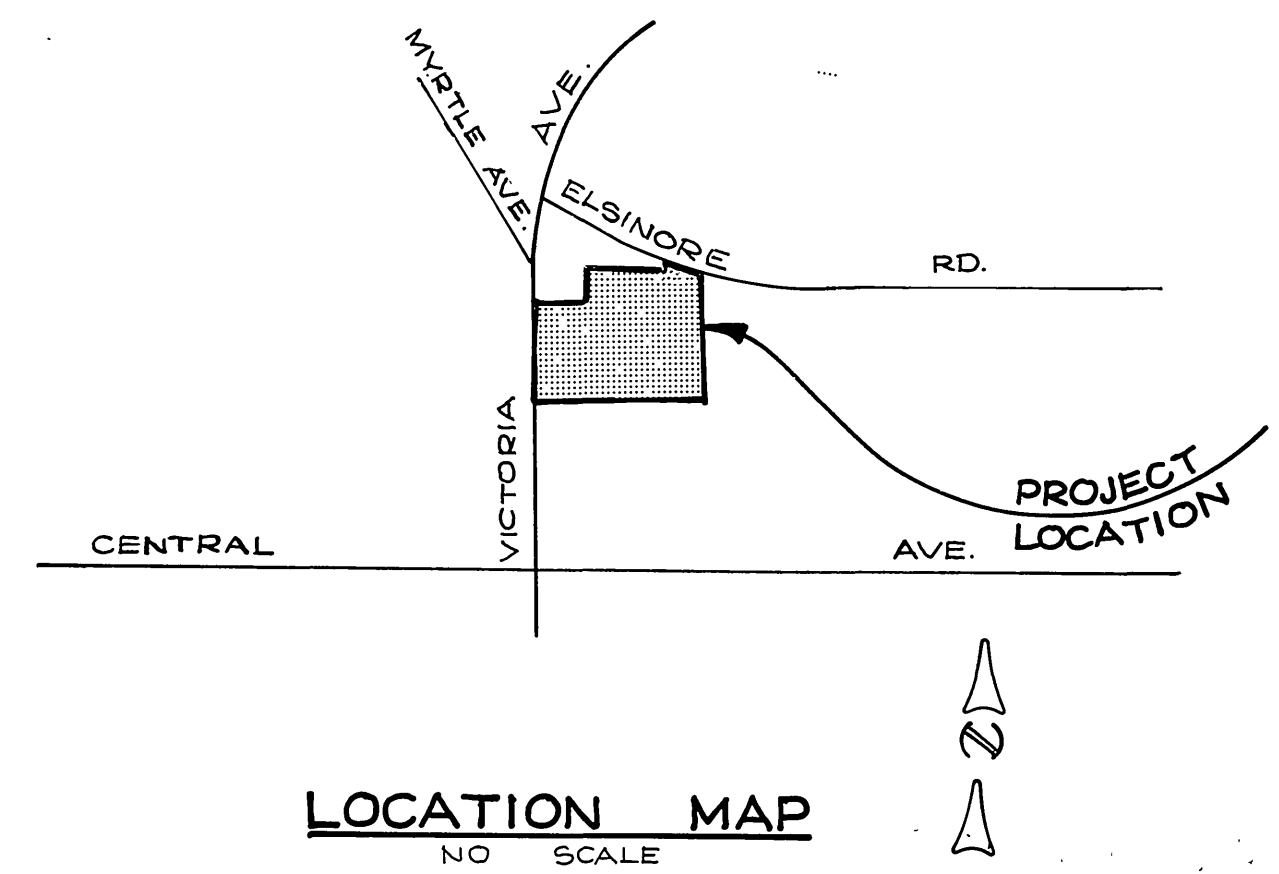 MYRTLE AVE.
AVE.
ELSINORE
RD.
VICTORIA
PROJECT
LOCATION
CENTRAL
AVE.
N
LOCATION MAP
NO SCALE